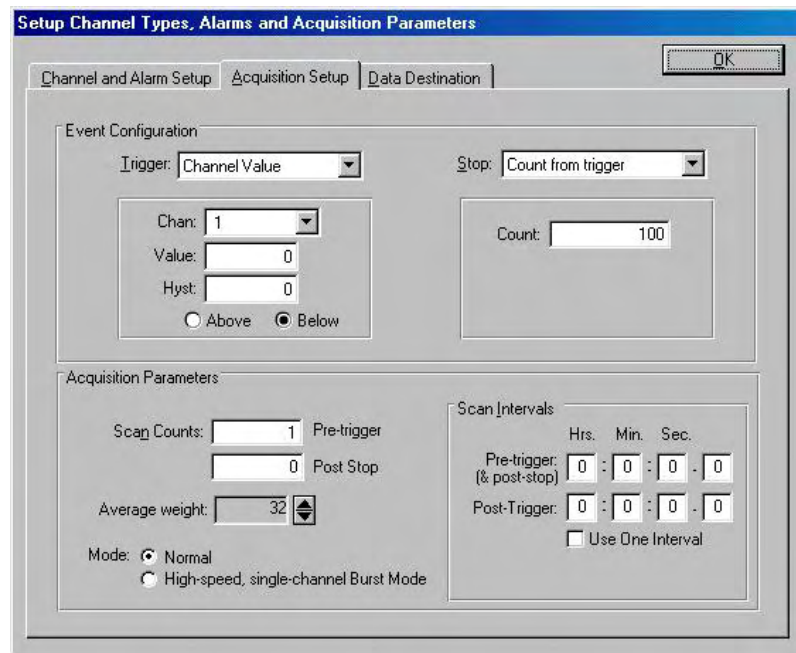 Setup Channel Types, Alarms and Acquisition Parameters
OK
Channel and Alarm Setup Acquisition Setup Data Destination
Event Configuration
Trigger: Channel Value Stop: Count from trigger
Chan: 1
Value: 0
Hyst: 0
Above Below
Count: 100
Acquisition Parameters
Scan Counts: 1 Pre-trigger
0 Post Stop
Average weight: 32
Mode: Normal
High-speed, single-channel Burst Mode
Scan Intervals
Hrs. Min. Sec.
Pre-trigger: (& post-stop) 0 : 0 : 0 . 0
Post-Trigger: 0 : 0 : 0 . 0
Use One Interval